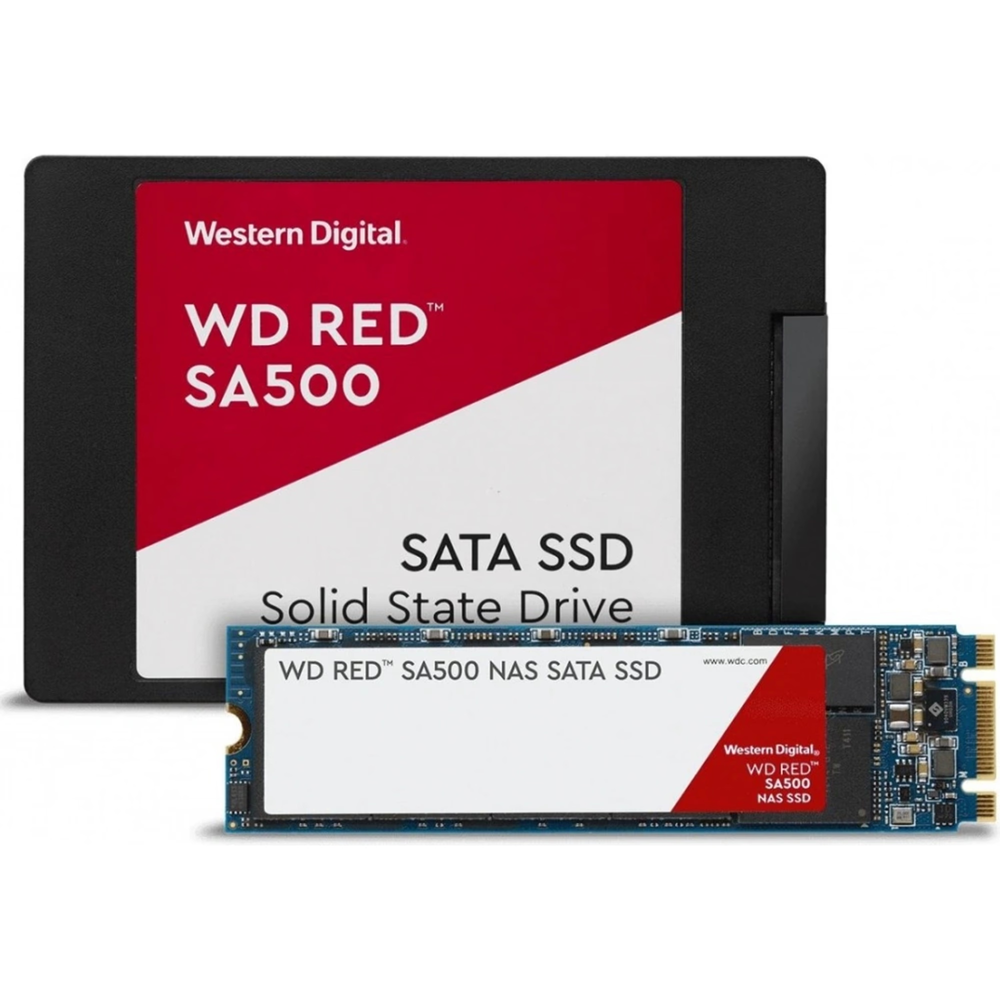 Western Digital.
WD RED™
SA500
SATA SSD
Solid State Drive
WD RED™ SA500 NAS SATA SSD
www.wdc.com
Western Digital®
WD RED™
SA500
NAS SSD
B
M